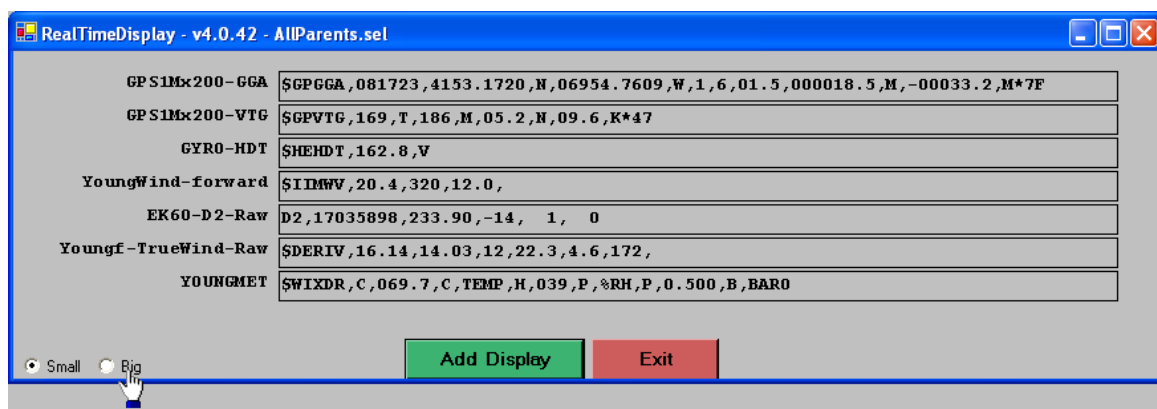 RealTimeDisplay - v4.0.42 - AllParents.sel
GPS1Mx200-GGA $GPGGA,081723,4153.1720,N,06954.7609,W,1,6,01.5,000018.5,M,-00033.2,M*7F
GPS1Mx200-VTG $GPVTG,169,T,186,M,05.2,N,09.6,K*47
GYRO-HDT $HEHDT,162.8,V
YoungWind-forward $IIMWV,20.4,320,12.0,
EK60-D2-Raw D2,17035898,233.90,-14, 1, 0
Youngf-TrueWind-Raw $DERIV,16.14,14.03,12,22.3,4.6,172,
YOUNGMET $WIXDR,C,069.7,C,TEMP,H,039,P,%RH,P,0.500,B,BARO
Small Big Add Display Exit